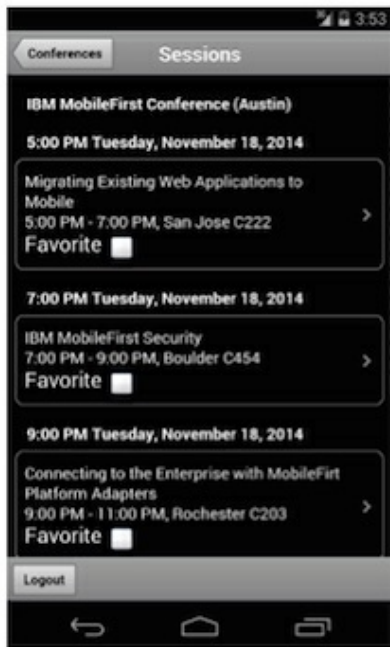 3:53
Conferences Sessions
IBM MobileFirst Conference (Austin)
5:00 PM Tuesday, November 18, 2014
Migrating Existing Web Applications to
Mobile
5:00 PM - 7:00 PM, San Jose C222
Favorite
7:00 PM Tuesday, November 18, 2014
IBM MobileFirst Security
7:00 PM - 9:00 PM, Boulder C454
Favorite
9:00 PM Tuesday, November 18, 2014
Connecting to the Enterprise with MobileFirt
Platform Adapters
9:00 PM - 11:00 PM, Rochester C203
Favorite
Logout